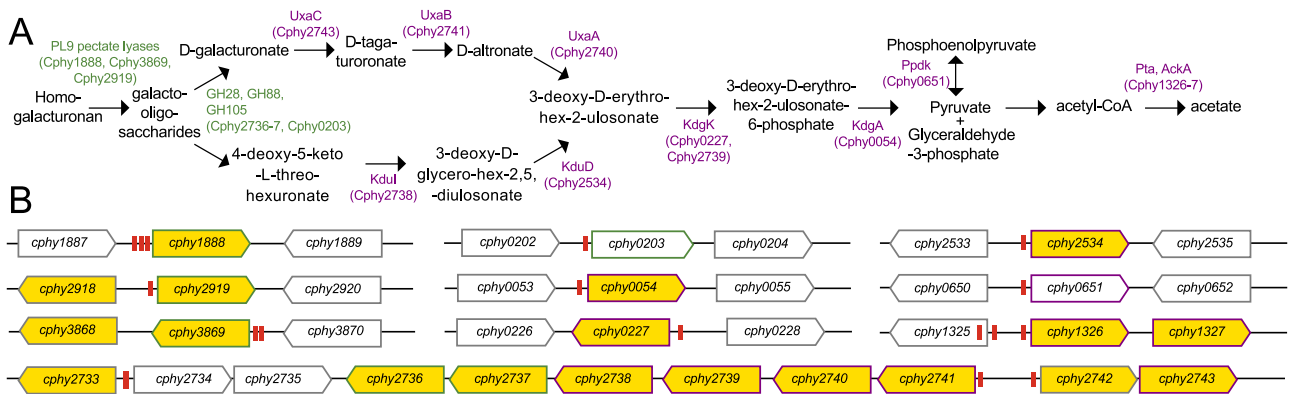 A
PL9 pectate lyases
(Cphy1888, Cphy3869,
Cphy2919)
Homo-
galacturonan
galacto-
oligo-
saccharides
D-galacturonate
UxaC
(Cphy2743)
D-taga-
turoronate
UxaB
(Cphy2741)
D-altronate
UxaA
(Cphy2740)
GH28, GH88,
GH105
(Cphy2736-7, Cphy0203)
4-deoxy-5-keto
-L-threo-
hexuronate
KduI
(Cphy2738)
3-deoxy-D-
glycero-hex-2,5,
-diulosonate
KduD
(Cphy2534)
3-deoxy-D-erythro-
hex-2-ulosonate
KdgK
(Cphy0227,
Cphy2739)
3-deoxy-D-erythro-
hex-2-ulosonate-
6-phosphate
KdgA
(Cphy0054)
Phosphoenolpyruvate
Ppdk
(Cphy0651)
Pyruvate
+
Glyceraldehyde
-3-phosphate
acetyl-CoA
Pta, AckA
(Cphy1326-7)
acetate
B
cphy1887 cphy1888 cphy1889 cphy0202 cphy0203 cphy0204 cphy2533 cphy2534 cphy2535
cphy2918 cphy2919 cphy2920 cphy0053 cphy0054 cphy0055 cphy0650 cphy0651 cphy0652
cphy3868 cphy3869 cphy3870 cphy0226 cphy0227 cphy0228 cphy1325 cphy1326 cphy1327
cphy2733 cphy2734 cphy2735 cphy2736 cphy2737 cphy2738 cphy2739 cphy2740 cphy2741 cphy2742 cphy2743